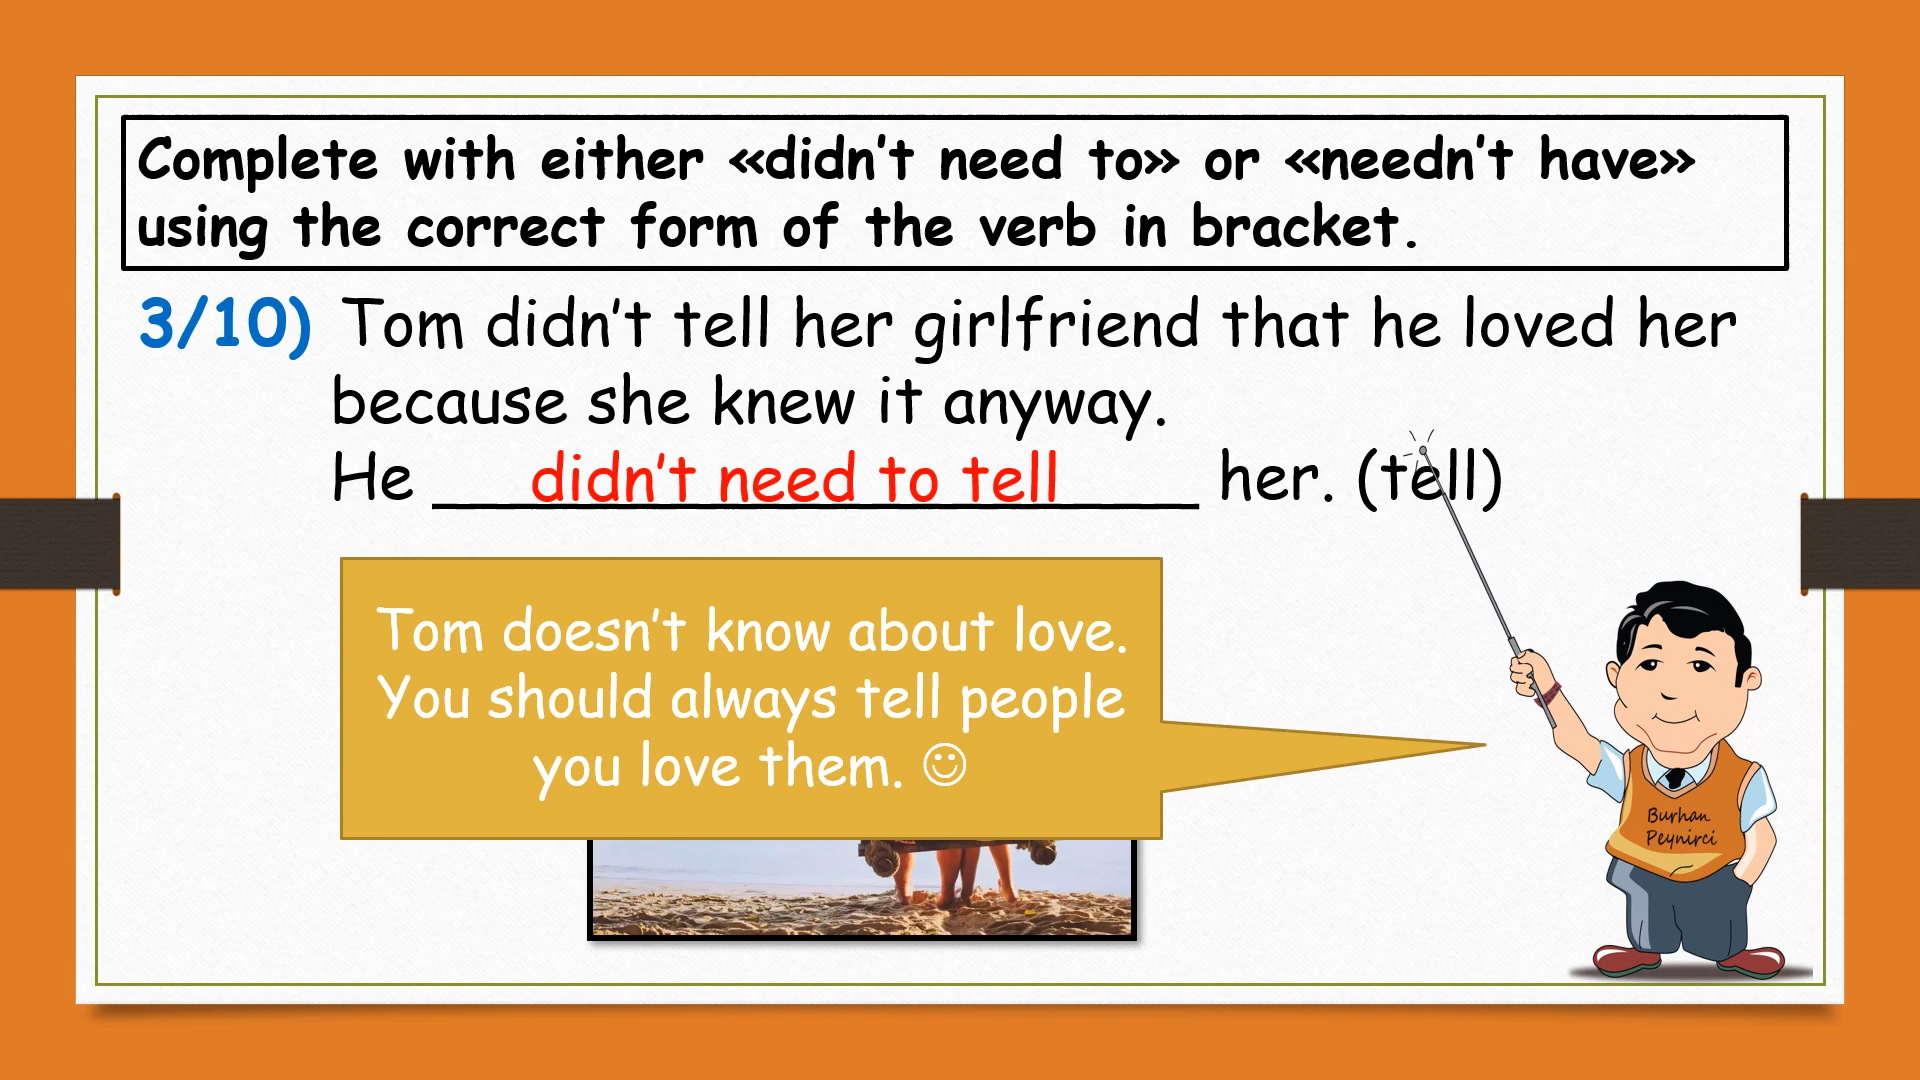 Complete with either «didn’t need to» or «needn’t have»
using the correct form of the verb in bracket.
3/10) Tom didn’t tell her girlfriend that he loved her
because she knew it anyway.
He didn’t need to tell her. (tell)
Tom doesn’t know about love.
You should always tell people
you love them. ☺
Burhan
Peynirci